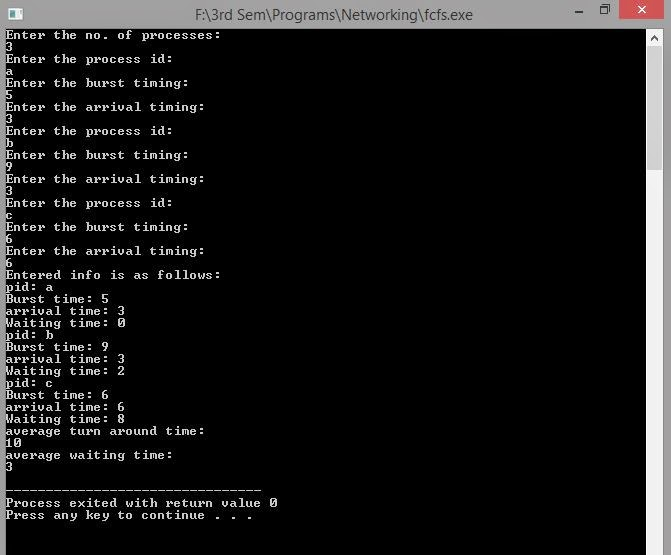 F:\3rd Sem\Programs\Networking\fcfs.exe
Enter the no. of processes:
3
Enter the process id:
a
Enter the burst timing:
5
Enter the arrival timing:
3
Enter the process id:
b
Enter the burst timing:
9
Enter the arrival timing:
3
Enter the process id:
c
Enter the burst timing:
6
Enter the arrival timing:
6
Entered info is as follows:
pid: a
Burst time: 5
arrival time: 3
Waiting time: 0
pid: b
Burst time: 9
arrival time: 3
Waiting time: 2
pid: c
Burst time: 6
arrival time: 6
Waiting time: 8
average turn around time:
10
average waiting time:
3
--------------------------------
Process exited with return value 0
Press any key to continue . . .